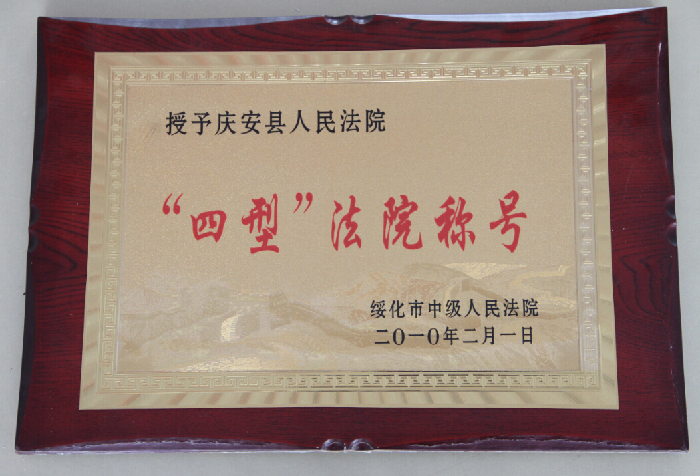 授予庆安县人民法院
“四型”法院称号
绥化市中级人民法院
二〇一〇年二月一日